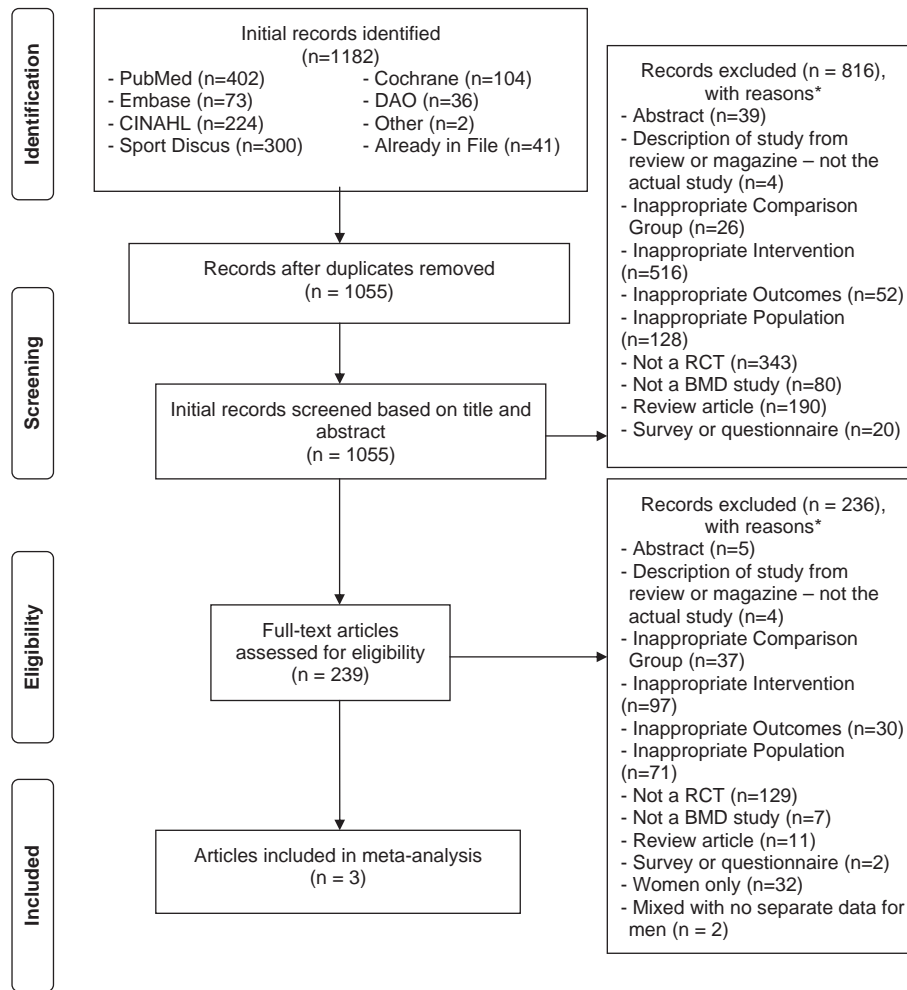 Identification
Initial records identified
(n=1182)
- PubMed (n=402)
- Embase (n=73)
- CINAHL (n=224)
- Sport Discus (n=300)
- Cochrane (n=104)
- DAO (n=36)
- Other (n=2)
- Already in File (n=41)
Records excluded (n = 816),
with reasons*
- Abstract (n=39)
- Description of study from
review or magazine – not the
actual study (n=4)
- Inappropriate Comparison
Group (n=26)
- Inappropriate Intervention
(n=516)
- Inappropriate Outcomes (n=52)
- Inappropriate Population
(n=128)
- Not a RCT (n=343)
- Not a BMD study (n=80)
- Review article (n=190)
- Survey or questionnaire (n=20)
Records after duplicates removed
(n = 1055)
Screening
Initial records screened based on title and
abstract
(n = 1055)
Eligibility
Full-text articles
assessed for eligibility
(n = 239)
Records excluded (n = 236),
with reasons*
- Abstract (n=5)
- Description of study from
review or magazine – not the
actual study (n=4)
- Inappropriate Comparison
Group (n=37)
- Inappropriate Intervention
(n=97)
- Inappropriate Outcomes (n=30)
- Inappropriate Population
(n=71)
- Not a RCT (n=129)
- Not a BMD study (n=7)
- Review article (n=11)
- Survey or questionnaire (n=2)
- Women only (n=32)
- Mixed with no separate data for
men (n = 2)
Included
Articles included in meta-analysis
(n = 3)